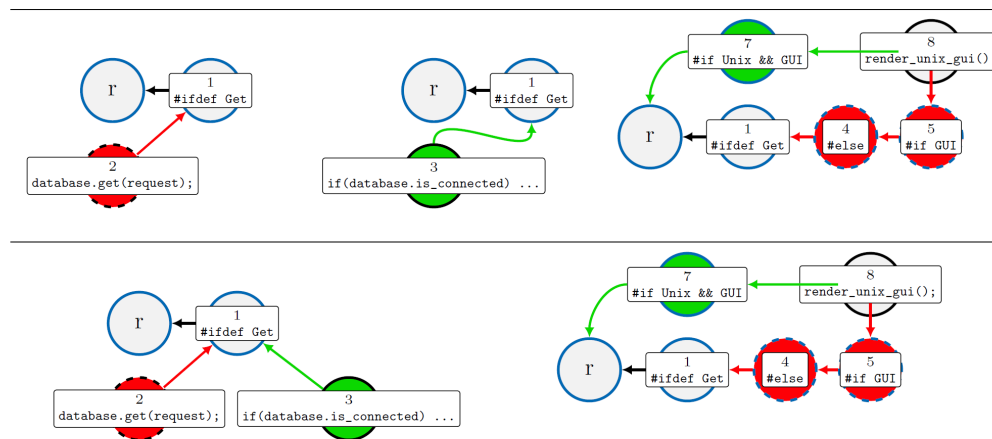 r
1
#ifdef Get
2
database.get(request);
r
1
#ifdef Get
3
if(database.is_connected) ...
7
#if Unix && GUI
8
render_unix_gui()
r
1
#ifdef Get
4
#else
5
#if GUI
r
1
#ifdef Get
2
database.get(request);
3
if(database.is_connected) ...
7
#if Unix && GUI
8
render_unix_gui();
r
1
#ifdef Get
4
#else
5
#if GUI